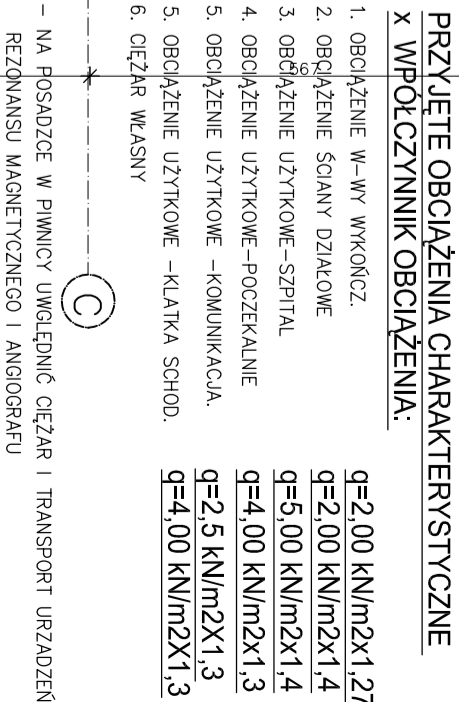 PRZYJĘTE OBCIĄŻENIA CHARAKTERYSTYCZNE
x WPÓŁCZYNNIK OBCIĄŻENIA:
1. OBCIĄŻENIE W-WY WYKOŃCZ. q=2,00 kN/m2x1,27
2. OBCIĄŻENIE ŚCIANY DZIAŁOWE q=2,00 kN/m2x1,4
567
3. OBCIĄŻENIE UŻYTKOWE-SZPITAL q=5,00 kN/m2x1,4
4. OBCIĄŻENIE UŻYTKOWE-POCZEKALNIE q=4,00 kN/m2x1,3
5. OBCIĄŻENIE UŻYTKOWE -KOMUNIKACJA. q=2,5 kN/m2X1,3
5. OBCIĄŻENIE UŻYTKOWE -KLATKA SCHOD. q=4,00 kN/m2X1,3
6. CIĘŻAR WŁASNY
C
- NA POSADZCE W PIWNICY UWGLĘDNIĆ CIĘŻAR I TRANSPORT URZADZEŃ
REZONANSU MAGNETYCZNEGO I ANGIOGRAFU